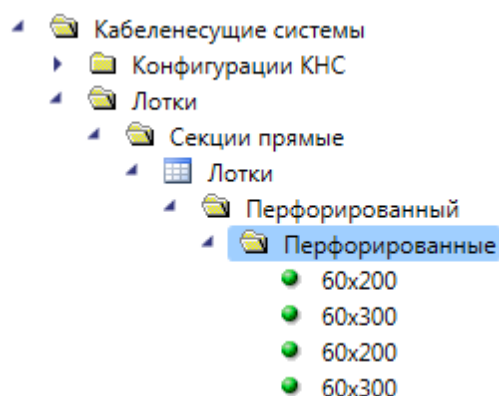 Кабеленесущие системы
Конфигурации КНС
Лотки
Секции прямые
Лотки
Перфорированный
Перфорированные
60x200
60x300
60x200
60x300